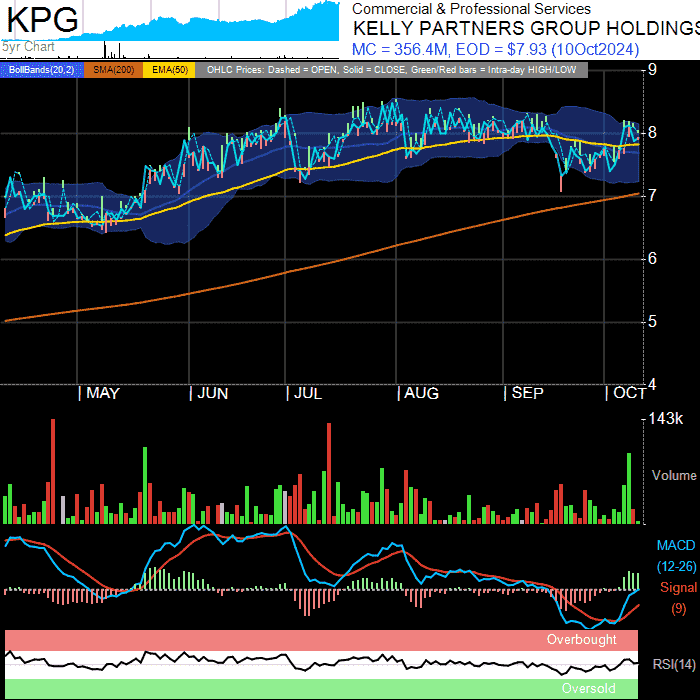 KPG
Commercial & Professional Services
KELLY PARTNERS GROUP HOLDINGS
MC = 356.4M, EOD = $7.93 (10Oct2024)
5yr Chart
BollBands(20,2) SMA(200) EMA(50) OHLC Prices: Dashed = OPEN, Solid = CLOSE, Green/Red bars = Intra-day HIGH/LOW
9
8
7
6
5
4
| MAY | JUN | JUL | AUG | SEP | OCT
143k
Volume
MACD
(12-26)
Signal
(9)
Overbought
RSI(14)
Oversold